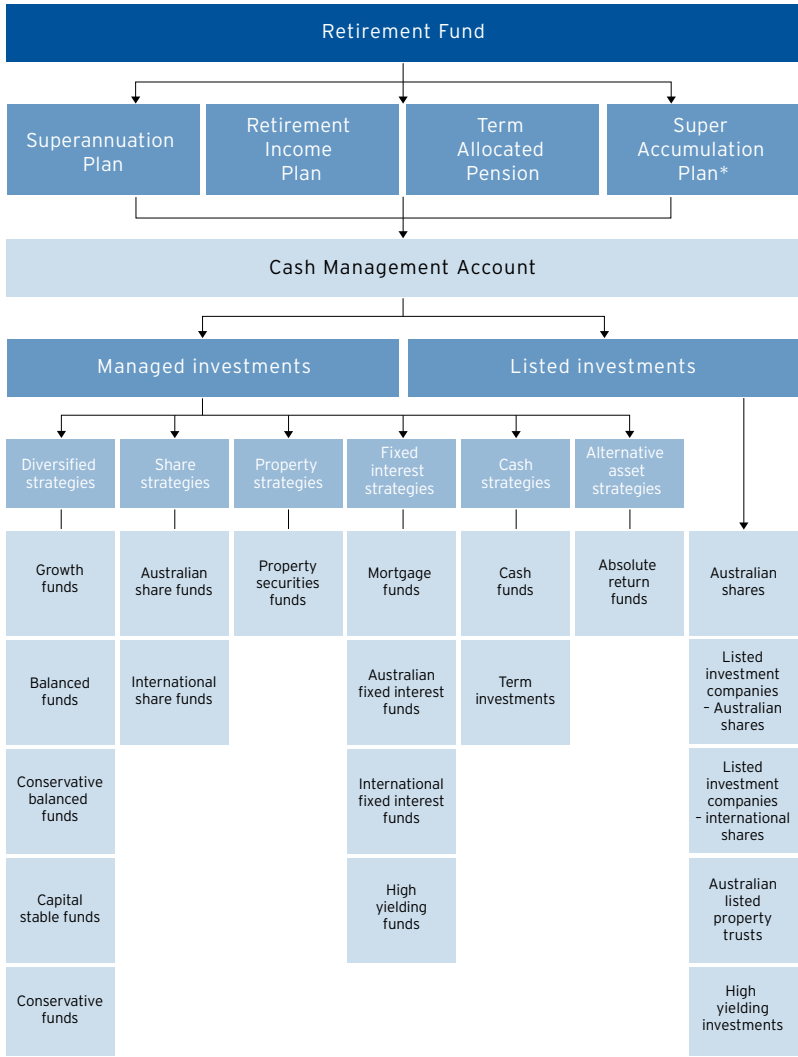 Retirement Fund
Superannuation
Plan
Retirement
Income
Plan
Term
Allocated
Pension
Super
Accumulation
Plan*
Cash Management Account
Managed investments
Listed investments
Diversified
strategies
Share
strategies
Property
strategies
Fixed
interest
strategies
Cash
strategies
Alternative
asset
strategies
Growth
funds
Australian
share funds
Property
securities
funds
Mortgage
funds
Cash
funds
Absolute
return
funds
Australian
shares
Balanced
funds
International
share funds
Australian
fixed interest
funds
Term
investments
Listed
investment
companies
– Australian
shares
Conservative
balanced
funds
International
fixed interest
funds
Listed
investment
companies
– international
shares
Capital
stable funds
High
yielding
funds
Australian
listed
property
trusts
Conservative
funds
High
yielding
investments